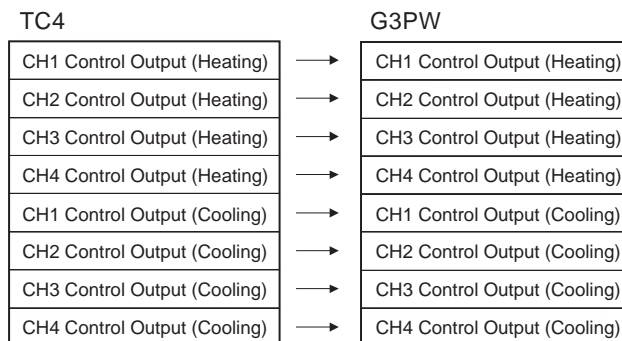 TC4 G3PW
CH1 Control Output (Heating) CH1 Control Output (Heating)
CH2 Control Output (Heating) CH2 Control Output (Heating)
CH3 Control Output (Heating) CH3 Control Output (Heating)
CH4 Control Output (Heating) CH4 Control Output (Heating)
CH1 Control Output (Cooling) CH1 Control Output (Cooling)
CH2 Control Output (Cooling) CH2 Control Output (Cooling)
CH3 Control Output (Cooling) CH3 Control Output (Cooling)
CH4 Control Output (Cooling) CH4 Control Output (Cooling)